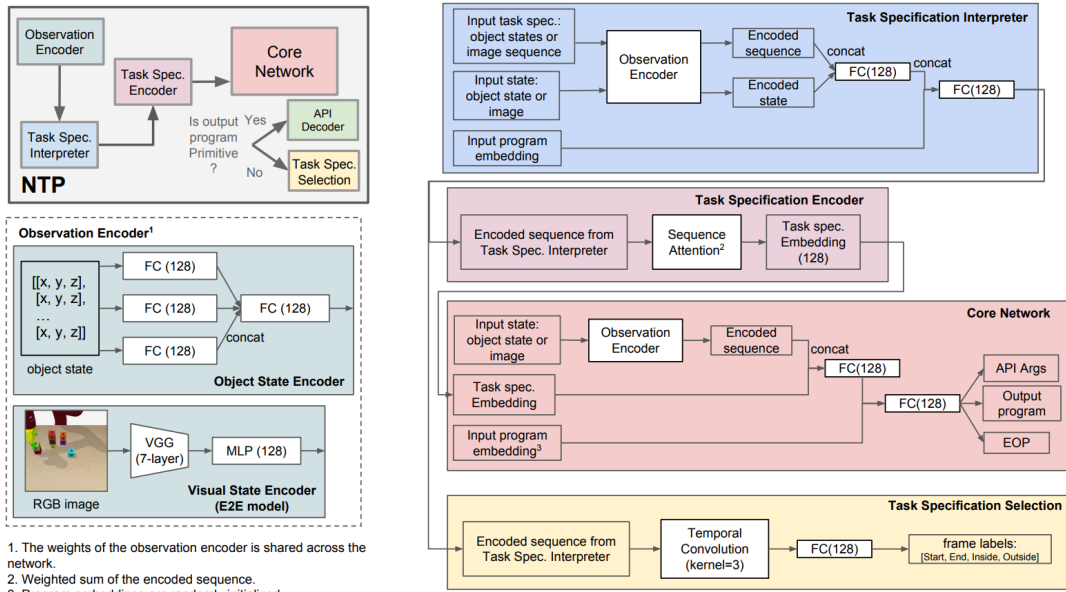 Observation
Encoder
Task Spec.
Encoder
Core
Network
Task Spec.
Interpreter
Is output
program
Primitive
?
Yes
No
API
Decoder
Task Spec.
Selection
NTP
Observation Encoder1
[[x, y, z],
[x, y, z],
...
[x, y, z]]
object state
FC (128)
FC (128)
FC (128)
FC (128)
concat
Object State Encoder
RGB image
VGG
(7-layer)
MLP (128)
Visual State Encoder
(E2E model)
1. The weights of the observation encoder is shared across the
network.
2. Weighted sum of the encoded sequence.
Task Specification Interpreter
Input task spec.:
object states or
image sequence
Input state:
object state or
image
Input program
embedding
Observation
Encoder
Encoded
sequence
Encoded
state
concat
FC(128)
concat
FC(128)
Task Specification Encoder
Encoded sequence from
Task Spec. Interpreter
Sequence
Attention2
Task spec.
Embedding
(128)
Core Network
Input state:
object state or
image
Observation
Encoder
Encoded
sequence
concat
FC(128)
Task spec.
Embedding
Input program
embedding3
FC(128)
API Args
Output
program
EOP
Task Specification Selection
Encoded sequence from
Task Spec. Interpreter
Temporal
Convolution
(kernel=3)
FC(128)
frame labels:
[Start, End, Inside, Outside]